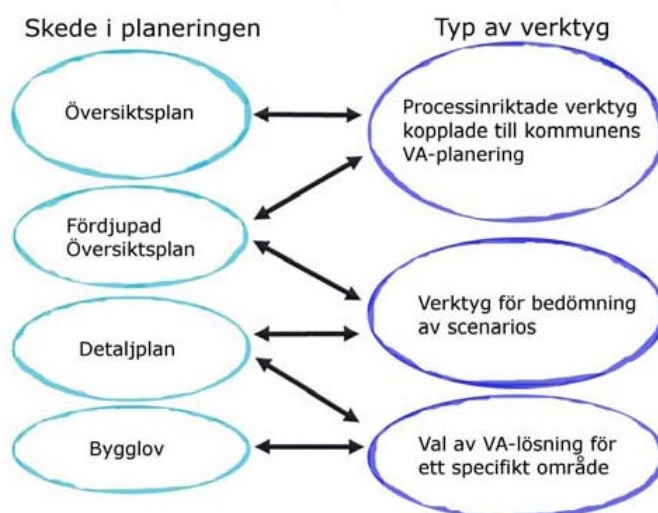 Skede i planeringen
Typ av verktyg
Översiktsplan
Processinriktade verktyg
kopplade till kommunens
VA-planering
Fördjupad
Översiktsplan
Verktyg för bedömning
av scenarios
Detaljplan
Bygglov
Val av VA-lösning för
ett specifikt område